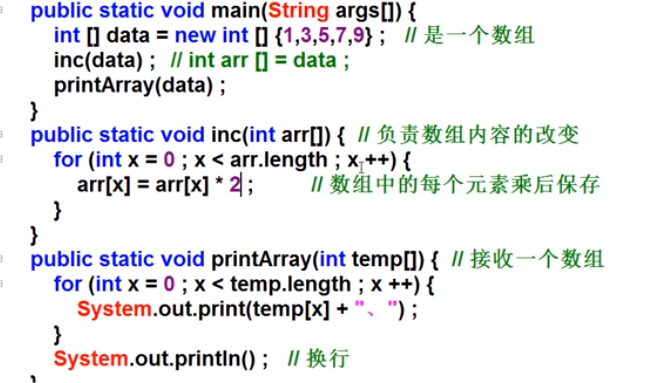 public static void main(String args[]) {
int [] data = new int [] {1,3,5,7,9} ; // 是一个数组
inc(data) ; // int arr [] = data ;
printArray(data) ;
}
public static void inc(int arr[]) { // 负责数组内容的改变
for (int x = 0 ; x < arr.length ; x ++) {
arr[x] = arr[x] * 2 ; // 数组中的每个元素乘后保存
}
}
public static void printArray(int temp[]) { // 接收一个数组
for (int x = 0 ; x < temp.length ; x ++) {
System.out.print(temp[x] + "、") ;
}
System.out.println() ; // 换行
}